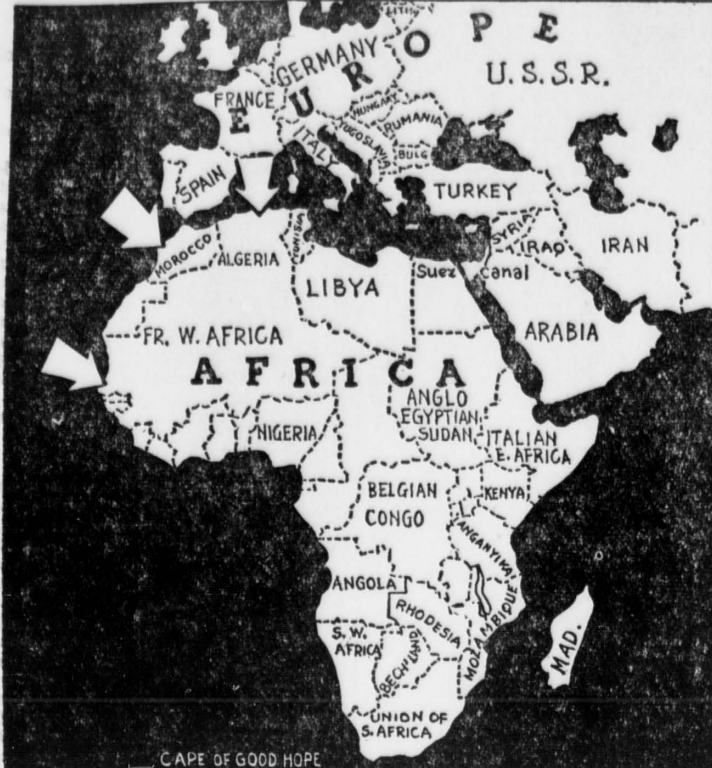 EUROPE
U.S.S.R.
GERMANY
FRANCE
HUNGARY
RUMANIA
YUGOSLAVIA
ITALY
BULG
SPAIN
TURKEY
SYRIA
IRAQ
IRAN
MOROCCO
ALGERIA
TUNISIA
LIBYA
Suez Canal
ARABIA
FR. W. AFRICA
AFRICA
ANGLO
EGYPTIAN
SUDAN
ITALIAN
E. AFRICA
NIGERIA
BELGIAN
CONGO
KENYA
TANGANYIKA
ANGOLA
RHODESIA
MOZAMBIQUE
S.W.
AFRICA
BECH'LAND
MAD.
UNION OF
S. AFRICA
CAPE OF GOOD HOPE